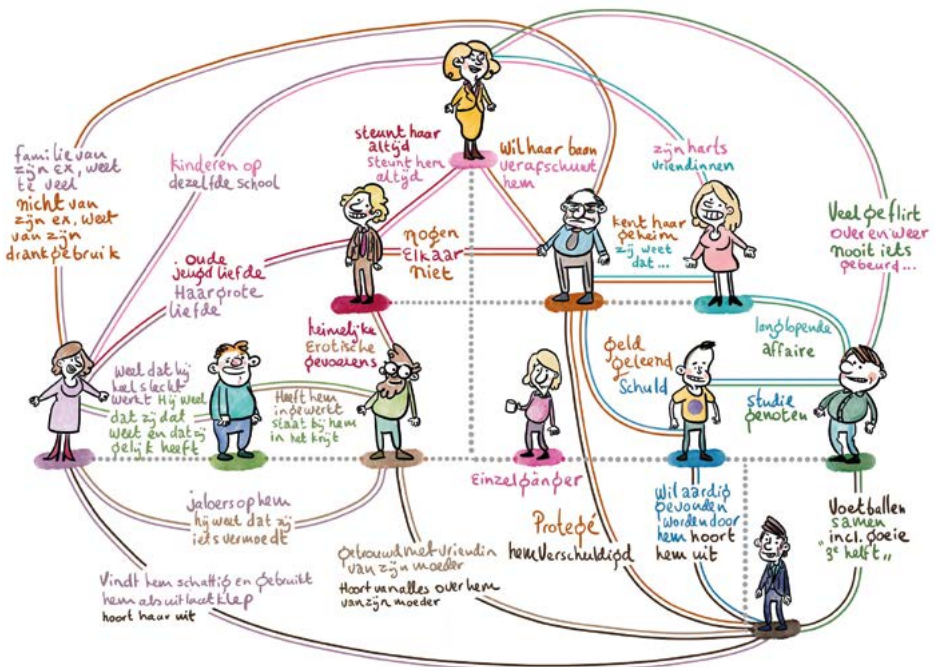 steunt haar
altijd
Steunt hem
altijd
Wil haar baan
verafschuwt
hem
zijn harts
vriendinnen
familie van
zijn ex, weet
te veel
nicht van
zijn ex, weet
van zijn
drankgebruik
kinderen op
dezelfde school
Veel geflirt
over en weer
nooit iets
gebeurd...
mogen
elkaar
niet
kent haar
geheim
zij weet
dat...
oude
jeugdliefde
Haar grote
liefde
heimelijke
Erotische
gevoelens
geld
geleend
Schuld
langlopende
affaire
Weet dat hij
heel slecht
werkt Hij weet
dat zij dat
weet en dat zij
gelijk heeft
Heeft hem
ingewerkt
staat bij hem
in het krijt
studie
genoten
Einzelgänger
jaloers op hem
hij weet dat zij
iets vermoedt
Protegé
hem verschuldigd
Wil aardig
gevonden
worden door
hem hoort
hem uit
Voetballen
samen
incl. goeie
"3e helft"
getrouwd met vriendin
van zijn moeder
Hoort van alles over hem
van zijn moeder
Vindt hem schattig en gebruikt
hem als uitlaatklep
hoort haar uit